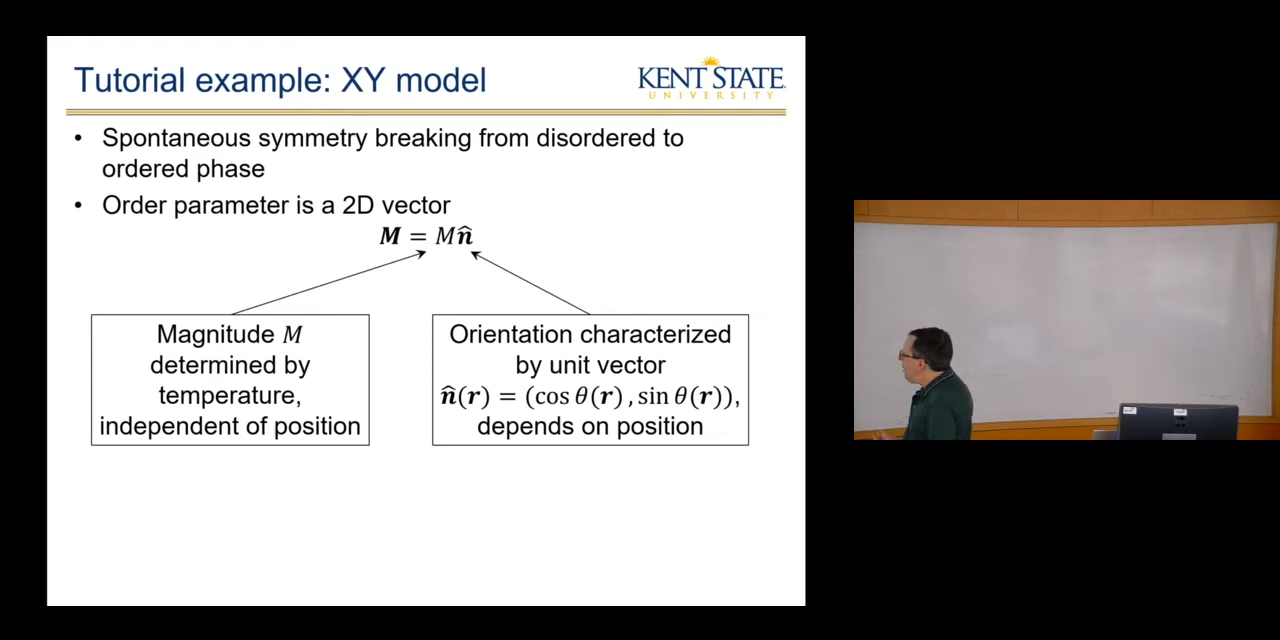 Tutorial example: XY model
KENT STATE
UNIVERSITY
• Spontaneous symmetry breaking from disordered to
ordered phase
• Order parameter is a 2D vector
𝑴 = 𝑀n̂
Magnitude 𝑀
determined by
temperature,
independent of position
Orientation characterized
by unit vector
n̂(𝒓) = (cos 𝜃(𝒓) , sin 𝜃(𝒓)),
depends on position